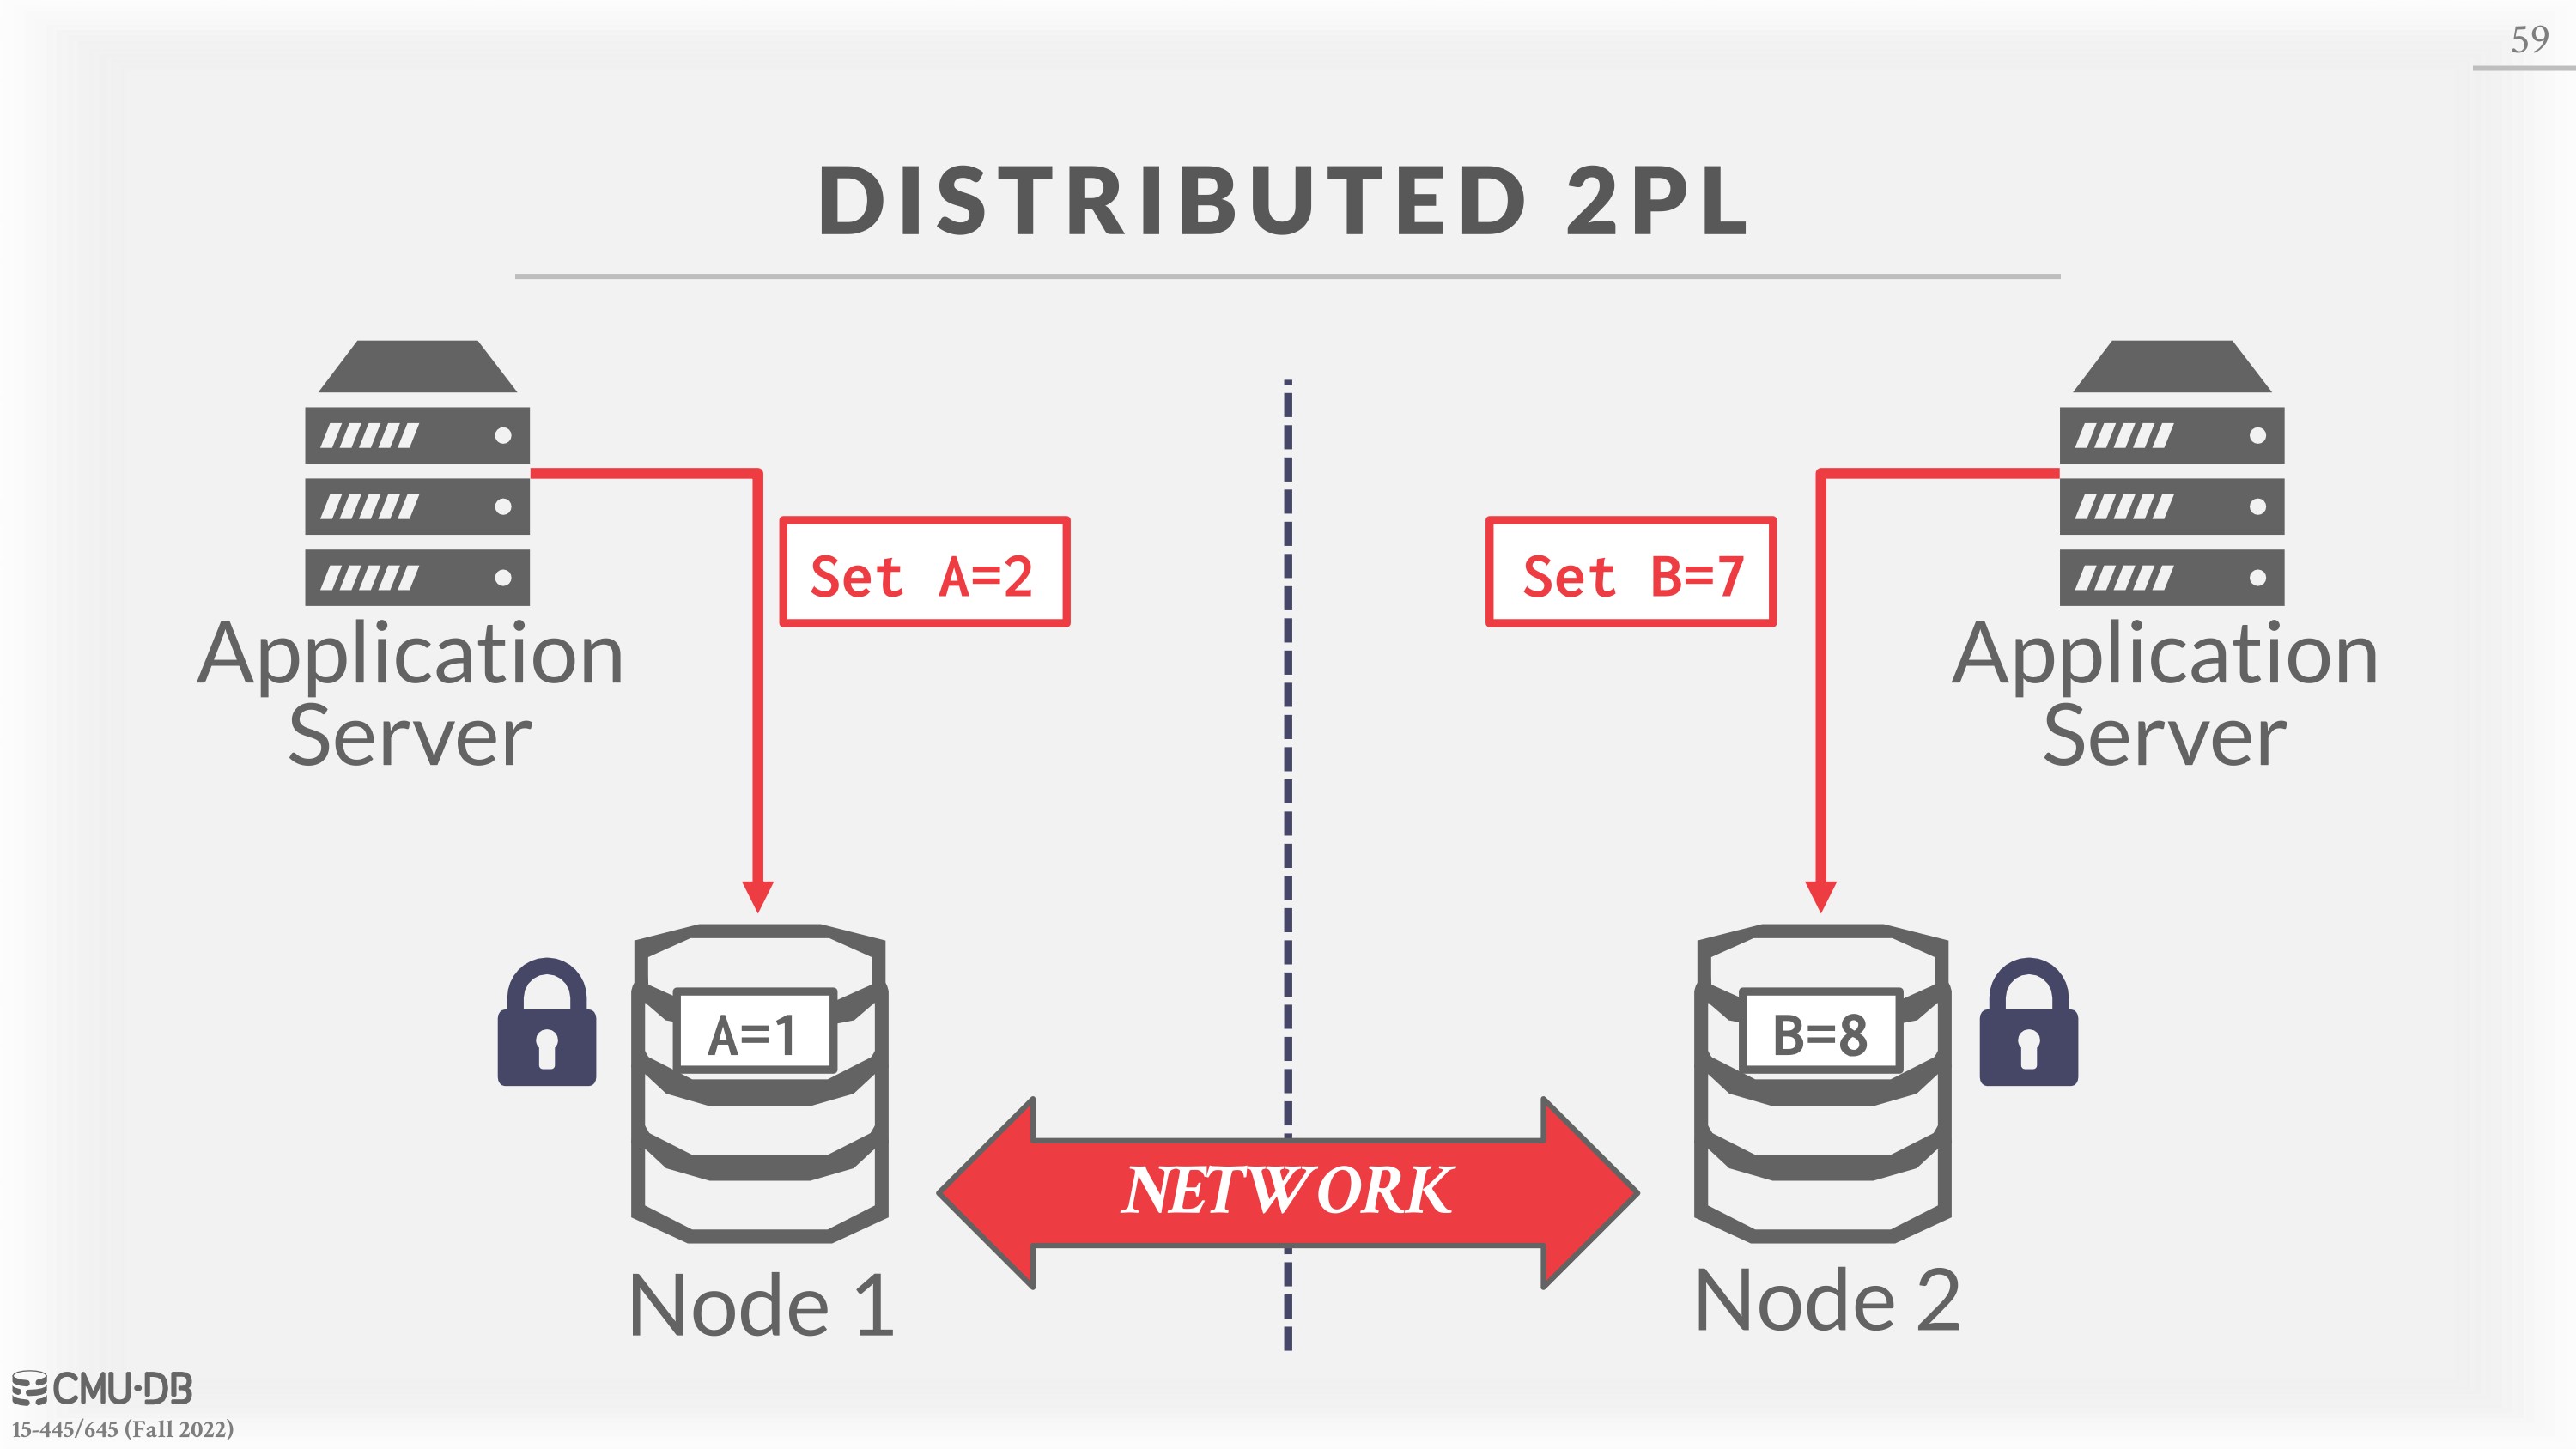 59
DISTRIBUTED 2PL
Set A=2
Set B=7
Application
Server
Application
Server
A=1
B=8
NETWORK
Node 1
Node 2
CMU·DB
15-445/645 (Fall 2022)